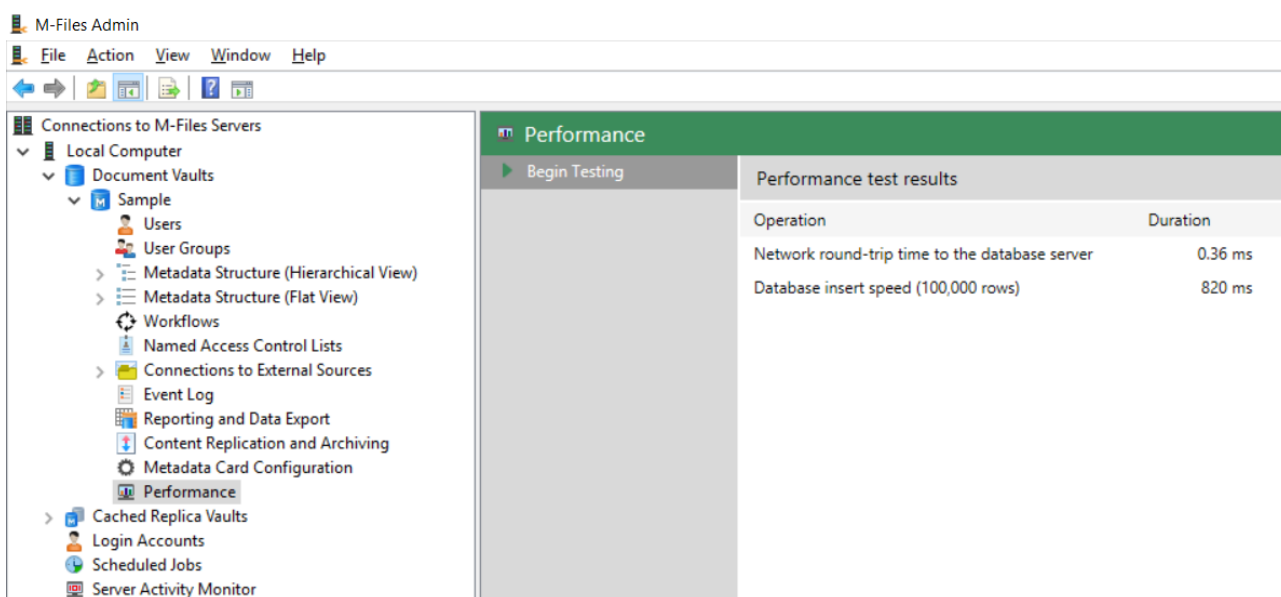 M-Files Admin
File Action View Window Help
Connections to M-Files Servers
Local Computer
Document Vaults
Sample
Users
User Groups
Metadata Structure (Hierarchical View)
Metadata Structure (Flat View)
Workflows
Named Access Control Lists
Connections to External Sources
Event Log
Reporting and Data Export
Content Replication and Archiving
Metadata Card Configuration
Performance
Cached Replica Vaults
Login Accounts
Scheduled Jobs
Server Activity Monitor
Performance
Begin Testing
Performance test results
Operation Duration
Network round-trip time to the database server 0.36 ms
Database insert speed (100,000 rows) 820 ms